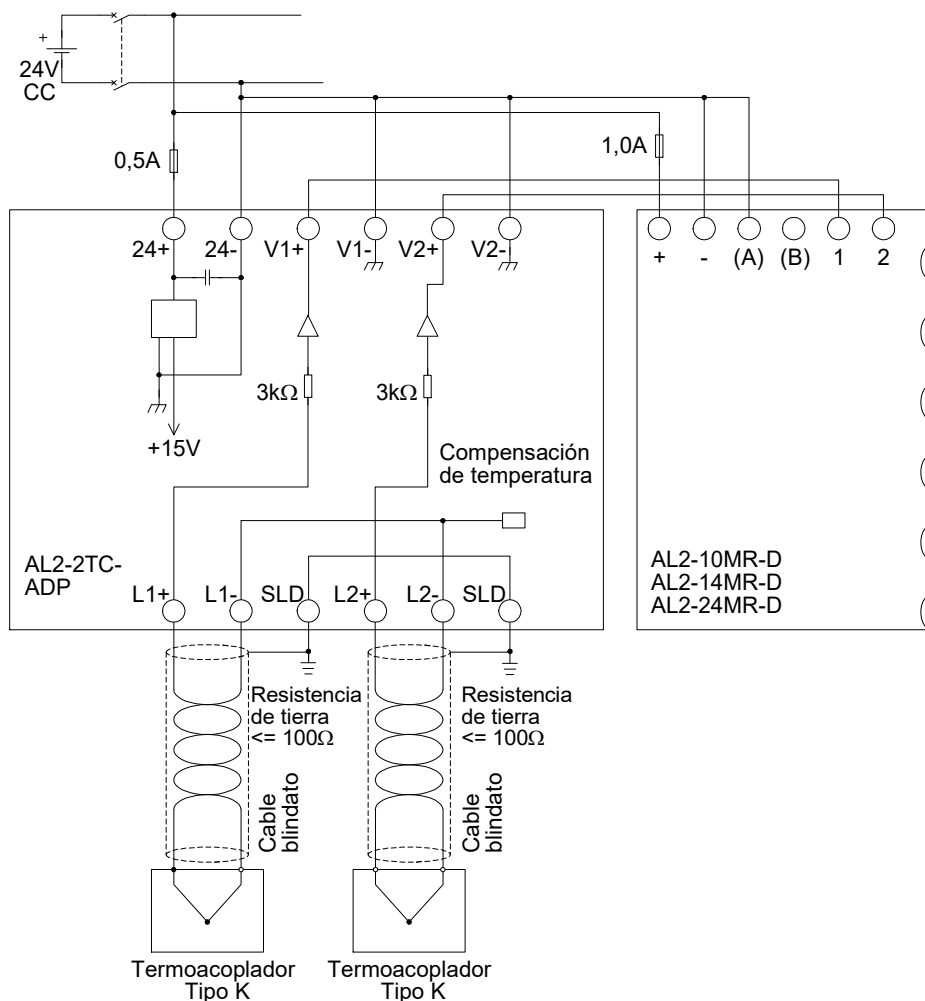 +
24V
CC
0,5A
1,0A
24+
24-
V1+
V1-
V2+
V2-
+
-
(A)
(B)
1
2
3kΩ
3kΩ
+15V
Compensación
de temperatura
AL2-2TC-
ADP
AL2-10MR-D
AL2-14MR-D
AL2-24MR-D
L1+
L1-
SLD
L2+
L2-
SLD
Resistencia
de tierra
<= 100Ω
Resistencia
de tierra
<= 100Ω
Cable
blindato
Cable
blindato
Termoacoplador
Tipo K
Termoacoplador
Tipo K